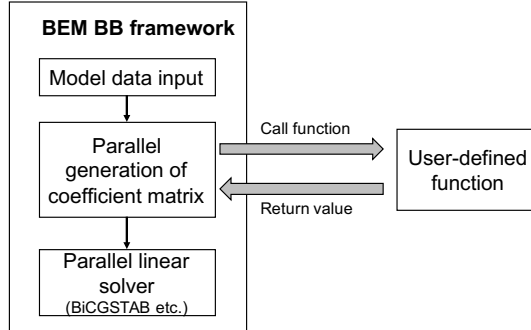 BEM BB framework
Model data input
Parallel
generation of
coefficient matrix
Call function
Return value
User-defined
function
Parallel linear
solver
(BiCGSTAB etc.)